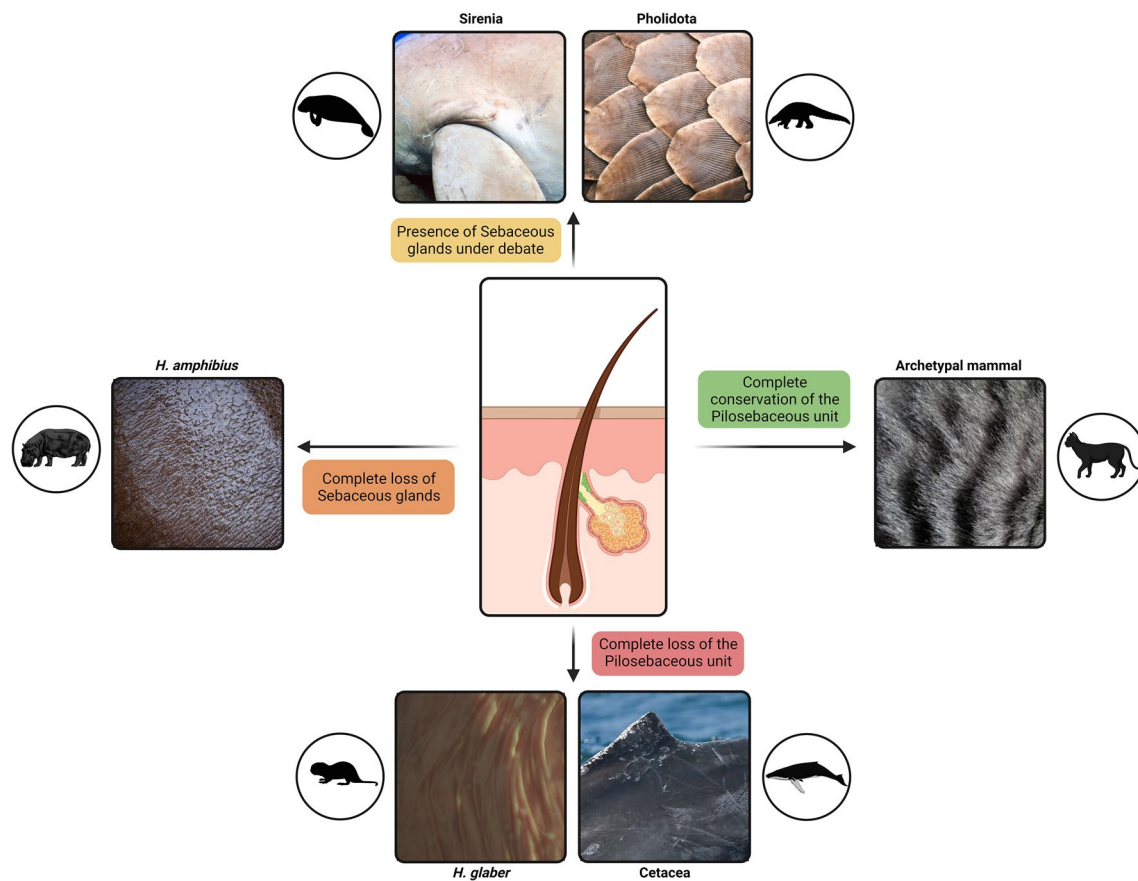 Sirenia
Pholidota
Presence of Sebaceous
glands under debate
H. amphibius
Archetypal mammal
Complete
conservation of the
Pilosebaceous unit
Complete loss of
Sebaceous glands
Complete loss of the
Pilosebaceous unit
H. glaber
Cetacea